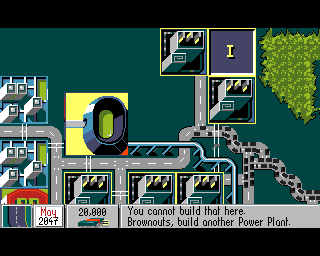 I
May
2047
20,000
You cannot build that here.
Brownouts, build another Power Plant.